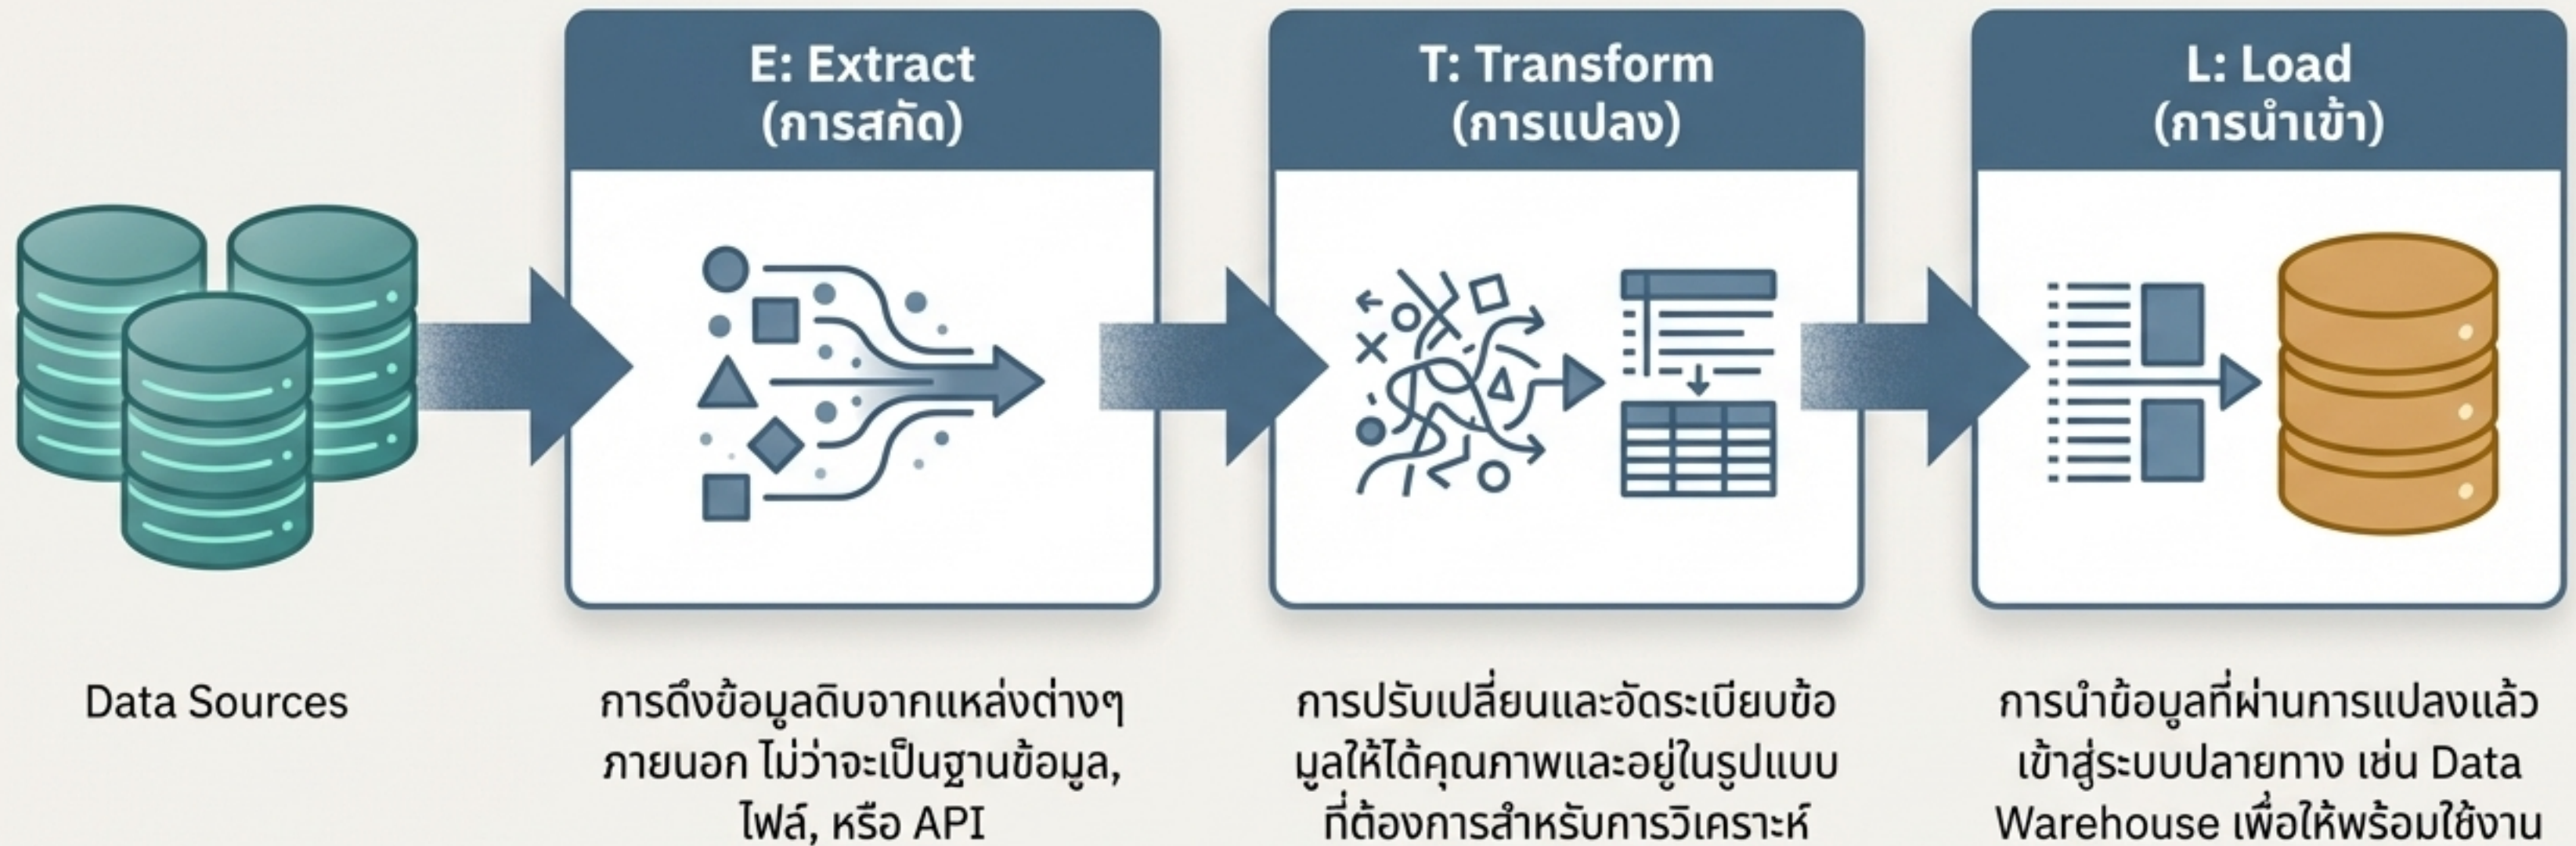 E: Extract
(การสกัด)
T: Transform
(การแปลง)
L: Load
(การนำเข้า)
Data Sources
การดึงข้อมูลดิบจากแหล่งต่างๆ
ภายนอก ไม่ว่าจะเป็นฐานข้อมูล,
ไฟล์, หรือ API
การปรับเปลี่ยนและจัดระเบียบข้อ
มูลให้ได้คุณภาพและอยู่ในรูปแบบ
ที่ต้องการสำหรับการวิเคราะห์
การนำข้อมูลที่ผ่านการแปลงแล้ว
เข้าสู่ระบบปลายทาง เช่น Data
Warehouse เพื่อให้พร้อมใช้งาน